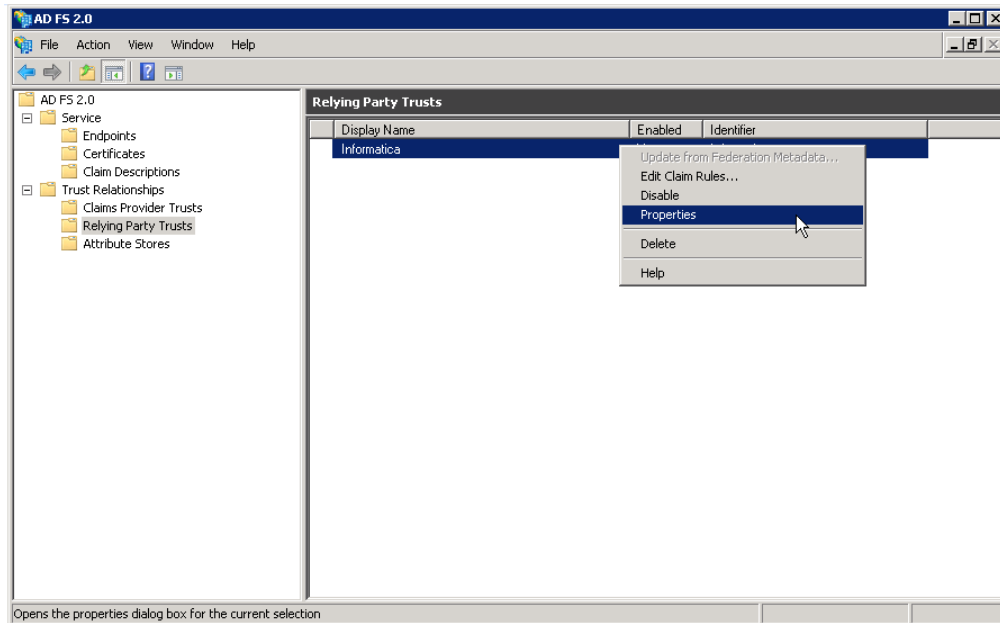 AD FS 2.0
File Action View Window Help
AD FS 2.0
Service
Endpoints
Certificates
Claim Descriptions
Trust Relationships
Claims Provider Trusts
Relying Party Trusts
Attribute Stores
Relying Party Trusts
Display Name Enabled Identifier
Informatica
Update from Federation Metadata...
Edit Claim Rules...
Disable
Properties
Delete
Help
Opens the properties dialog box for the current selection